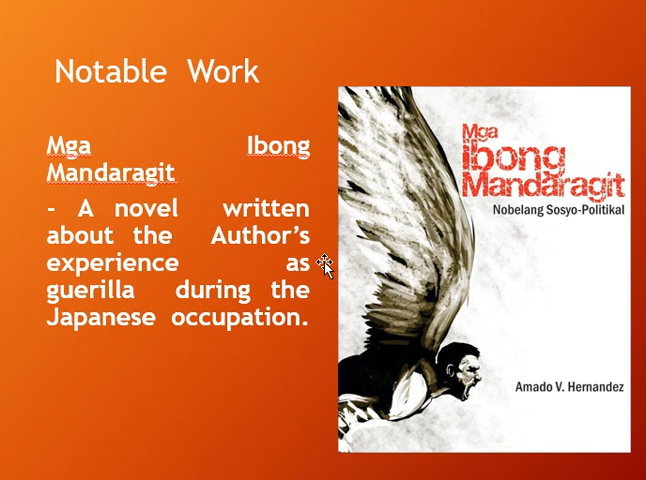 Notable Work
Mga Ibong
Mandaragit
- A novel written
about the Author's
experience as
guerilla during the
Japanese occupation.
Mga
Ibong
Mandaragit
Nobelang Sosyo-Politikal
Amado V. Hernandez